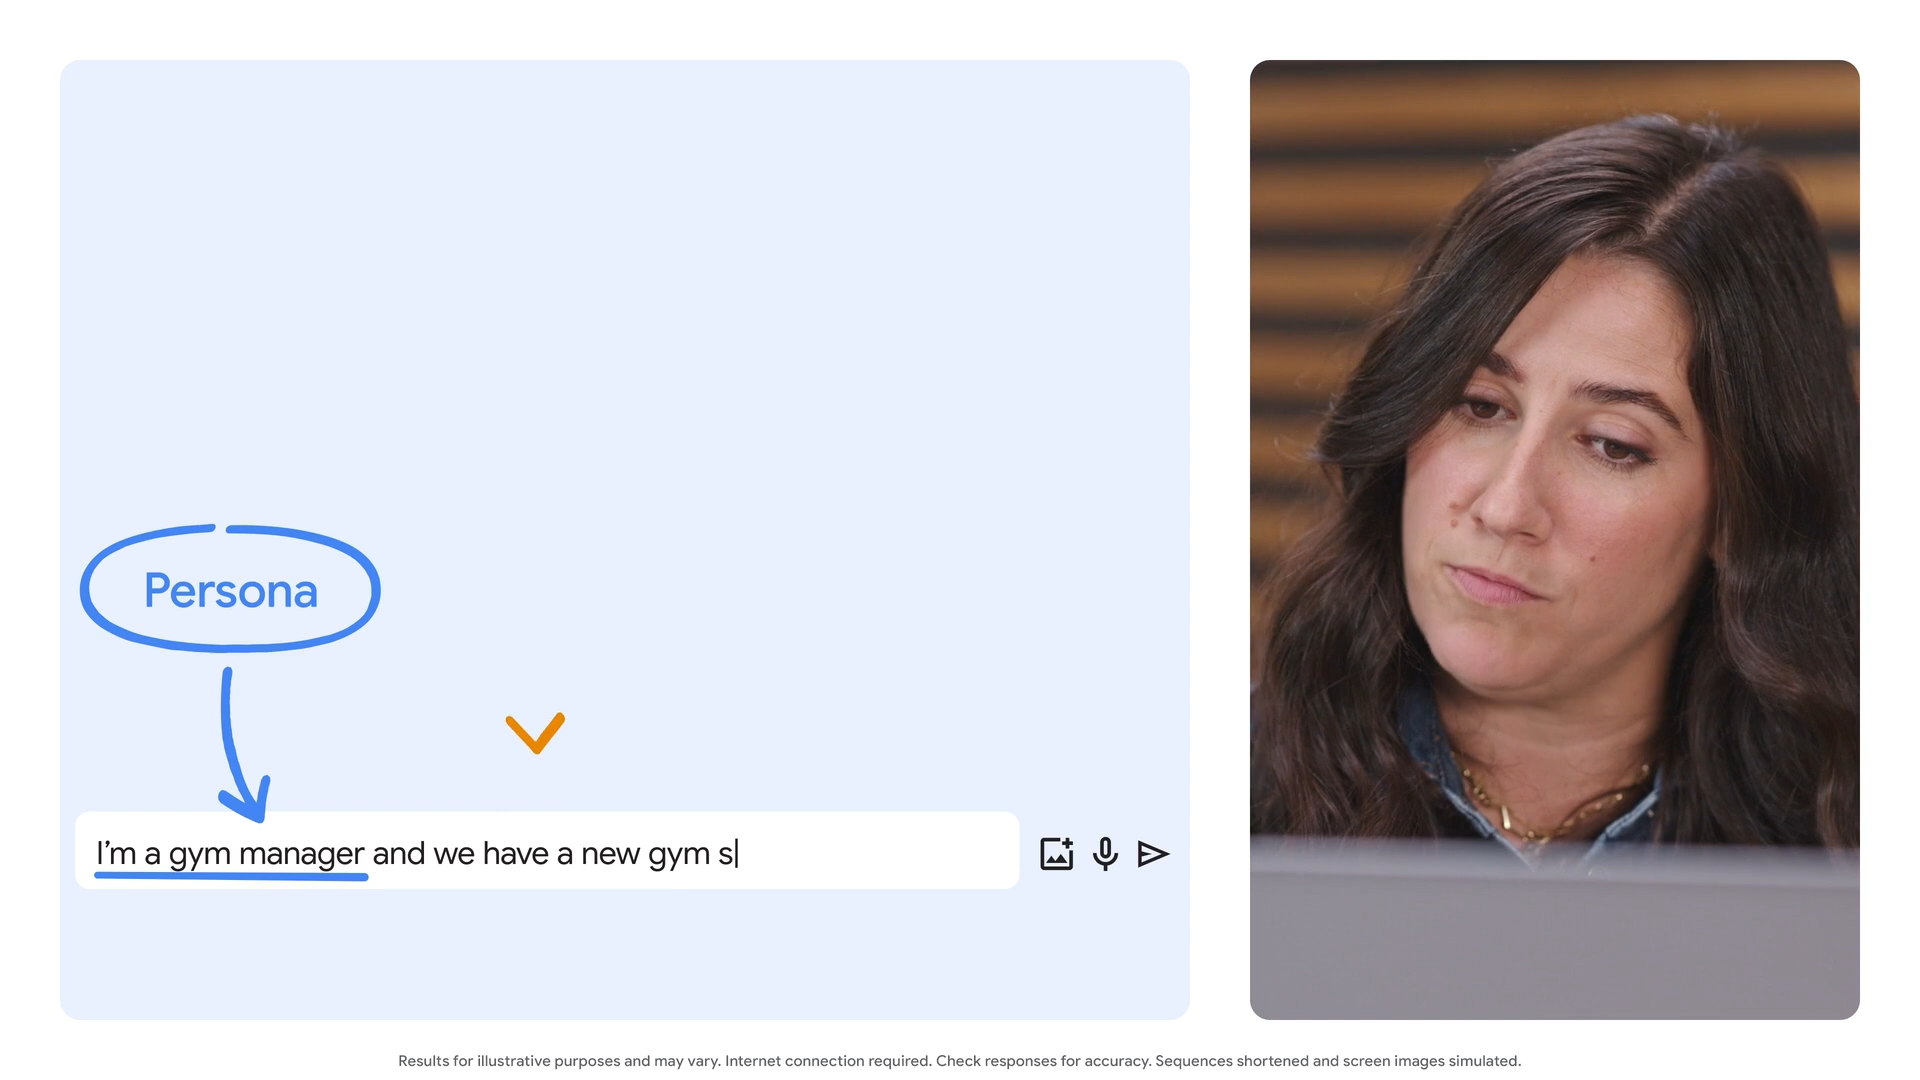 Persona
I’m a gym manager and we have a new gym s
Results for illustrative purposes and may vary. Internet connection required. Check responses for accuracy. Sequences shortened and screen images simulated.